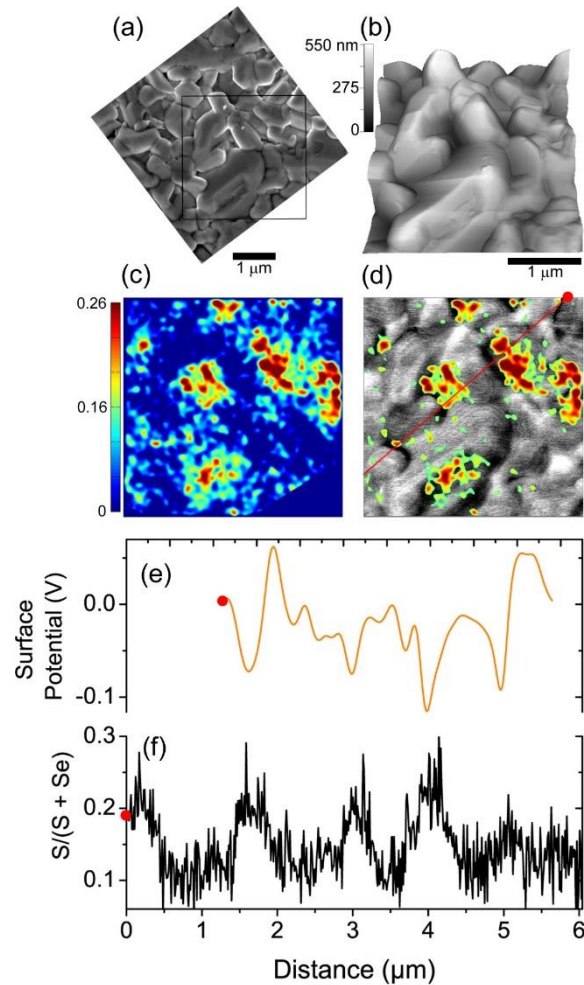 (a)
(b)
550 nm
275
0
1 μm
1 μm
(c)
(d)
0.26
0.16
0
(e)
0.0
-0.1
Surface
Potential (V)
(f)
0.3
0.2
0.1
S/(S + Se)
0 1 2 3 4 5 6
Distance (μm)